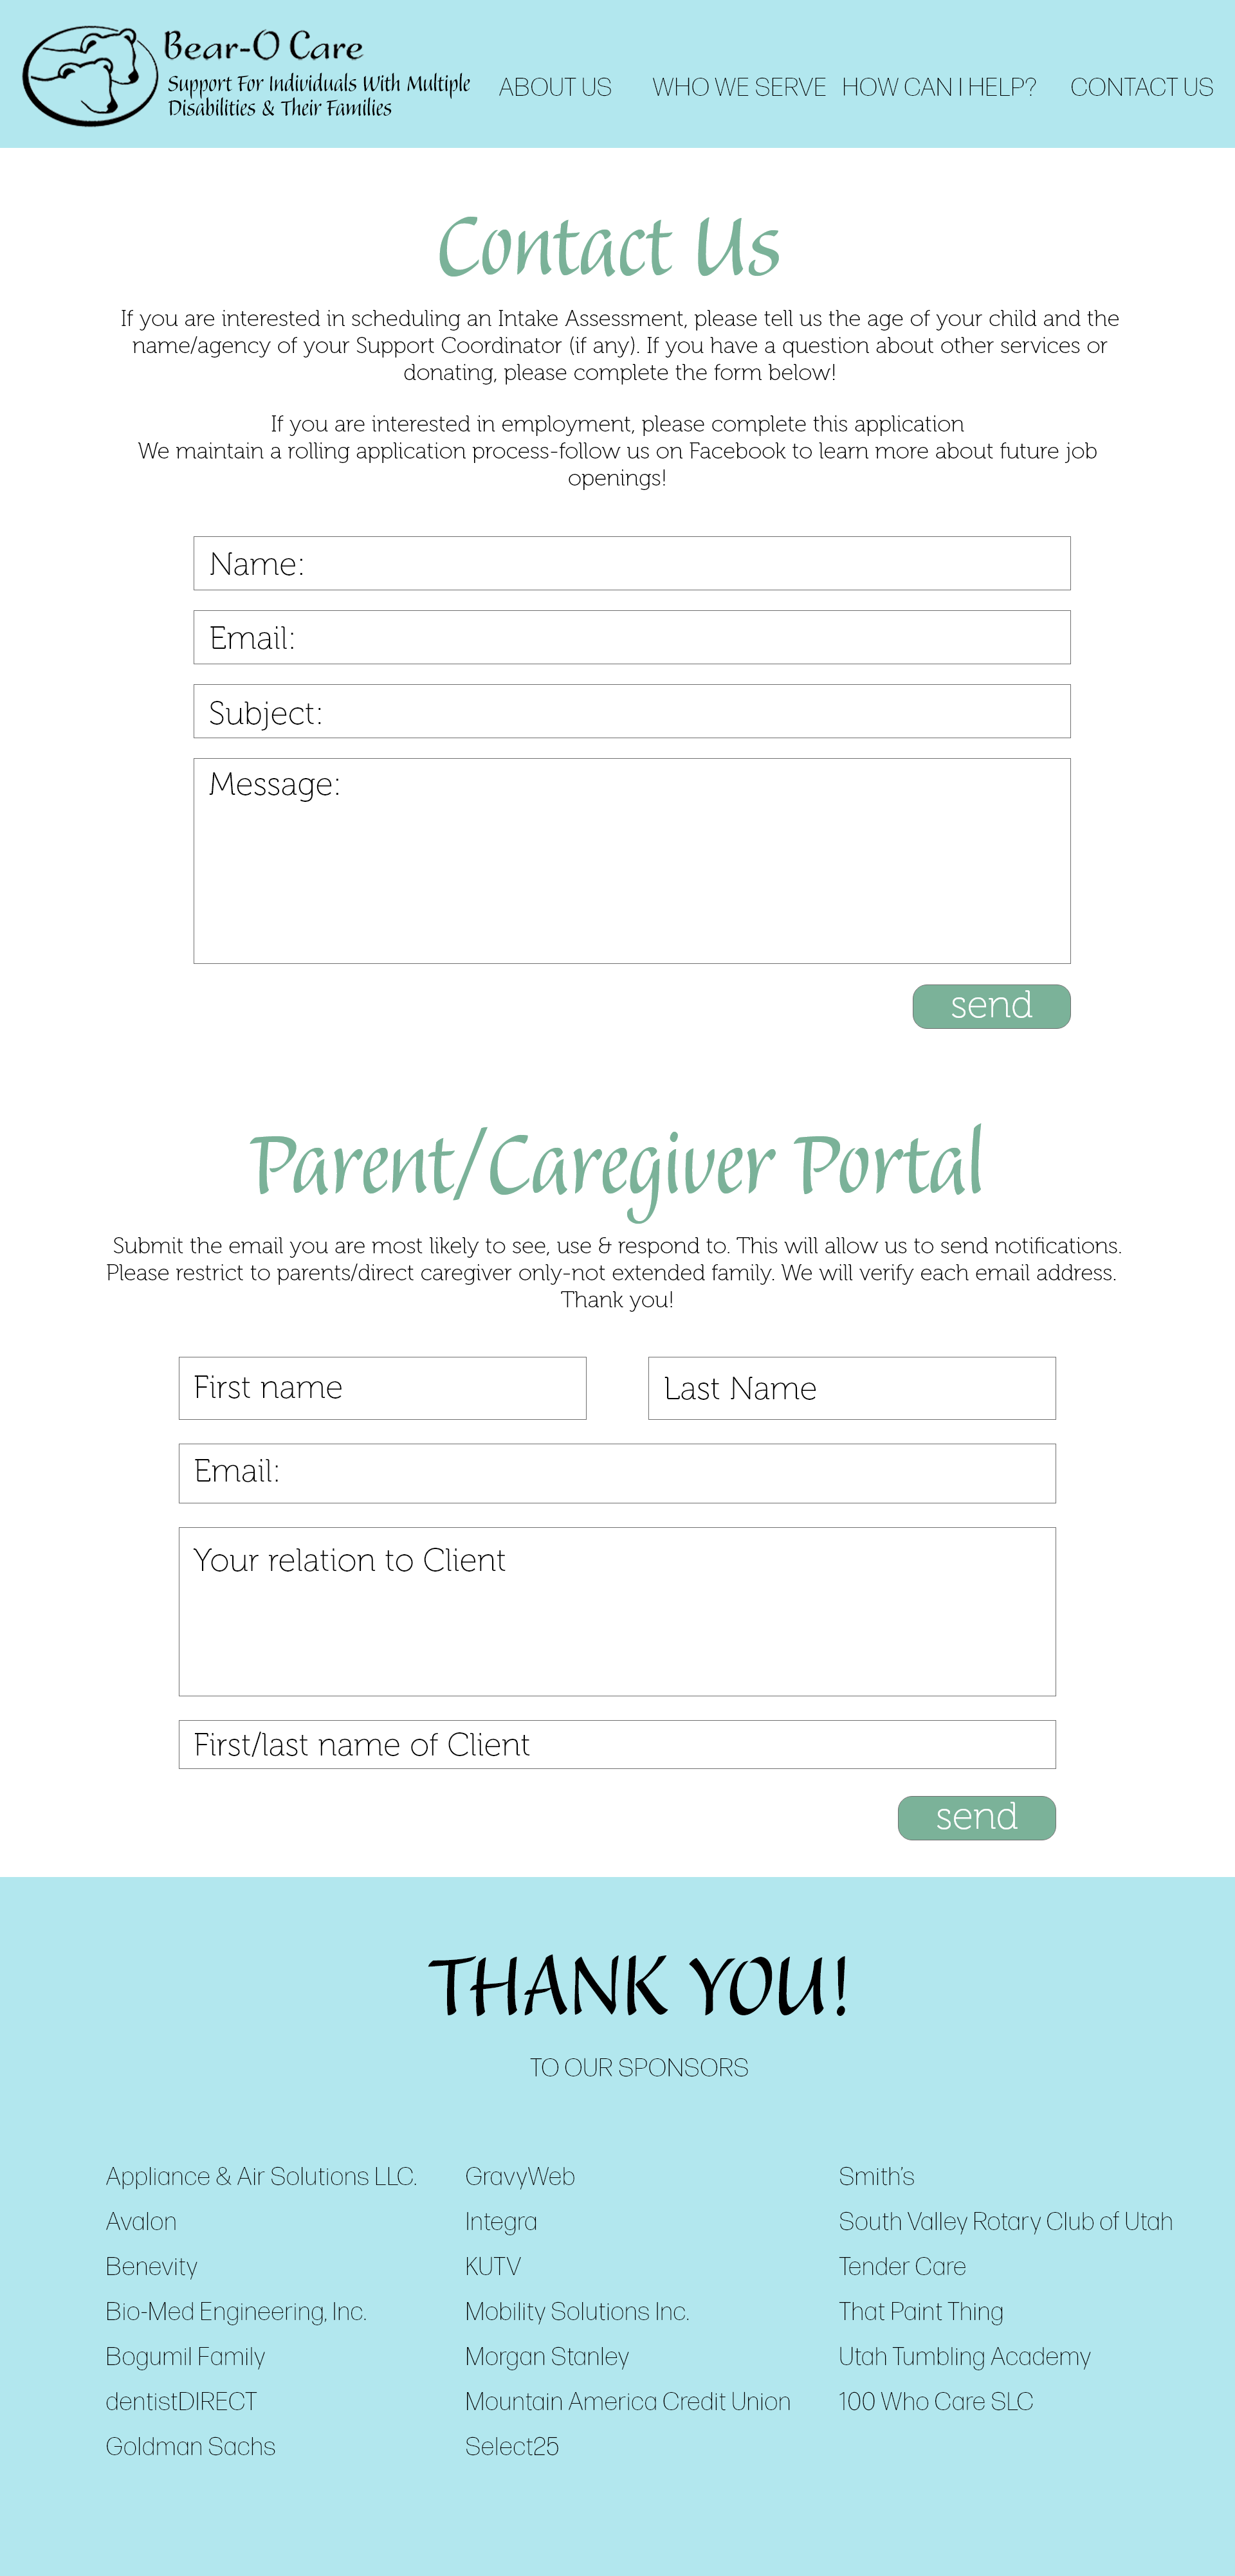 Bear-O Care
Support For Individuals With Multiple
Disabilities & Their Families
ABOUT US
WHO WE SERVE
HOW CAN I HELP?
CONTACT US
Contact Us
If you are interested in scheduling an Intake Assessment, please tell us the age of your child and the
name/agency of your Support Coordinator (if any). If you have a question about other services or
donating, please complete the form below!
If you are interested in employment, please complete this application
We maintain a rolling application process-follow us on Facebook to learn more about future job
openings!
Name:
Email:
Subject:
Message:
send
Parent/Caregiver Portal
Submit the email you are most likely to see, use & respond to. This will allow us to send notifications.
Please restrict to parents/direct caregiver only-not extended family. We will verify each email address.
Thank you!
First name
Last Name
Email:
Your relation to Client
First/last name of Client
send
THANK YOU!
TO OUR SPONSORS
Appliance & Air Solutions LLC.
Avalon
Benevity
Bio-Med Engineering, Inc.
Bogumil Family
dentistDIRECT
Goldman Sachs
GravyWeb
Integra
KUTV
Mobility Solutions Inc.
Morgan Stanley
Mountain America Credit Union
Select25
Smith's
South Valley Rotary Club of Utah
Tender Care
That Paint Thing
Utah Tumbling Academy
100 Who Care SLC